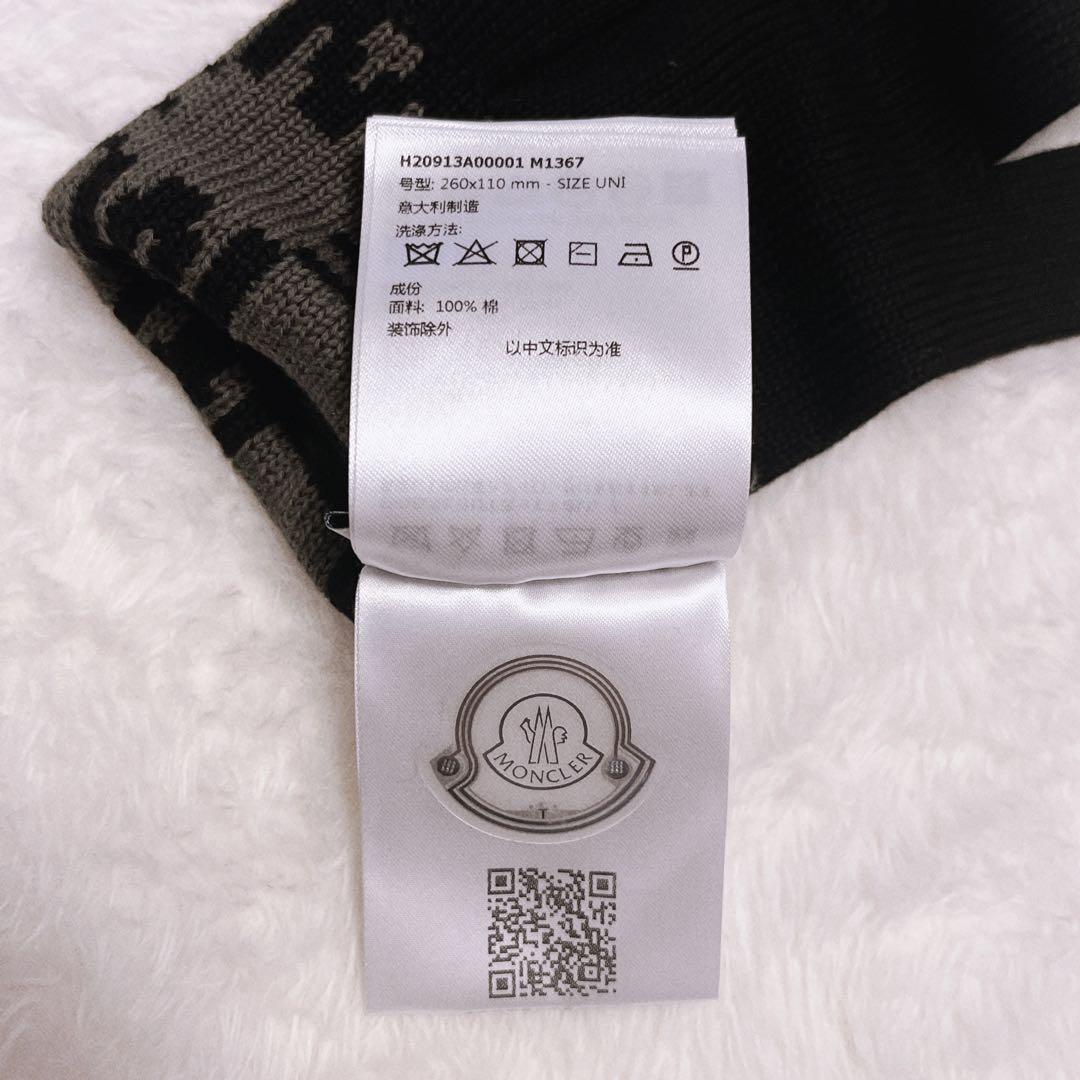 H20913A00001 M1367
号型: 260x110 mm - SIZE UNI
意大利制造
洗涤方法:
成份
面料: 100% 棉
装饰除外
以中文标识为准
MONCLER
T